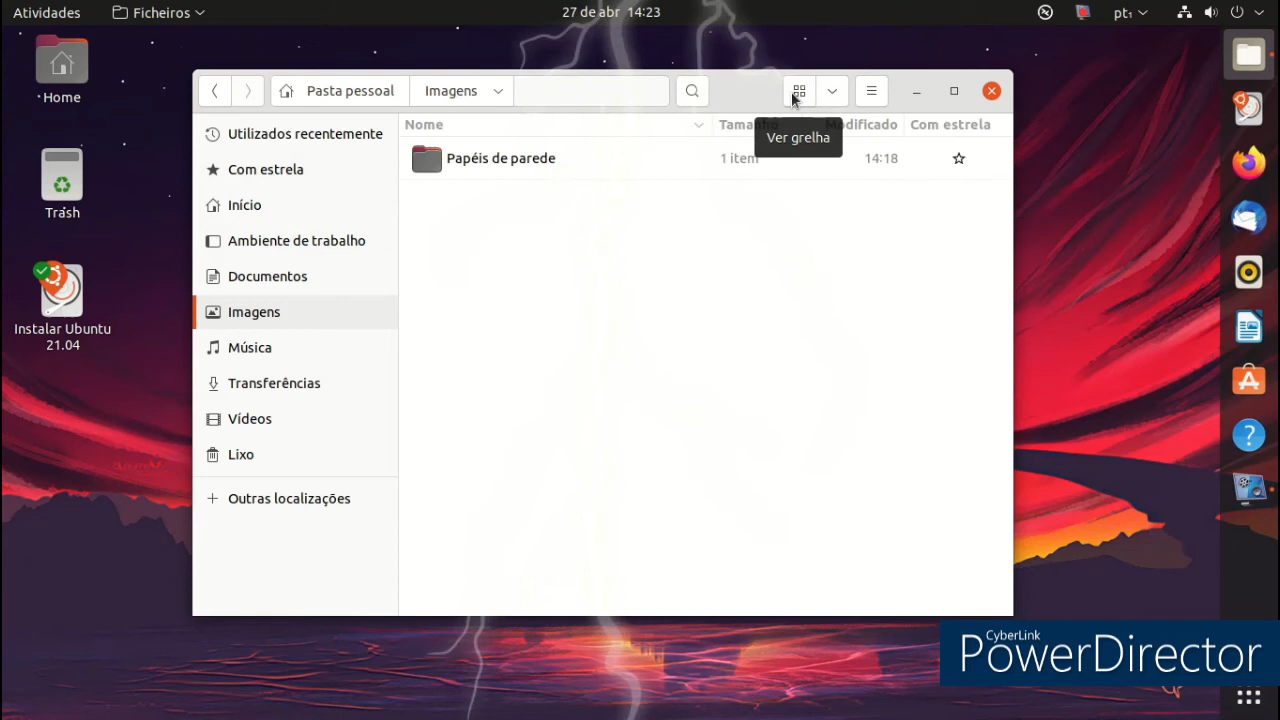 Atividades
Ficheiros
27 de abr 14:23
pt₁
Home
Trash
Instalar Ubuntu
21.04
Pasta pessoal
Imagens
Utilizados recentemente
Com estrela
Início
Ambiente de trabalho
Documentos
Imagens
Música
Transferências
Vídeos
Lixo
Outras localizações
Nome
Modificado
Com estrela
Ver grelha
Papéis de parede
1 item
14:18
CyberLink
PowerDirector